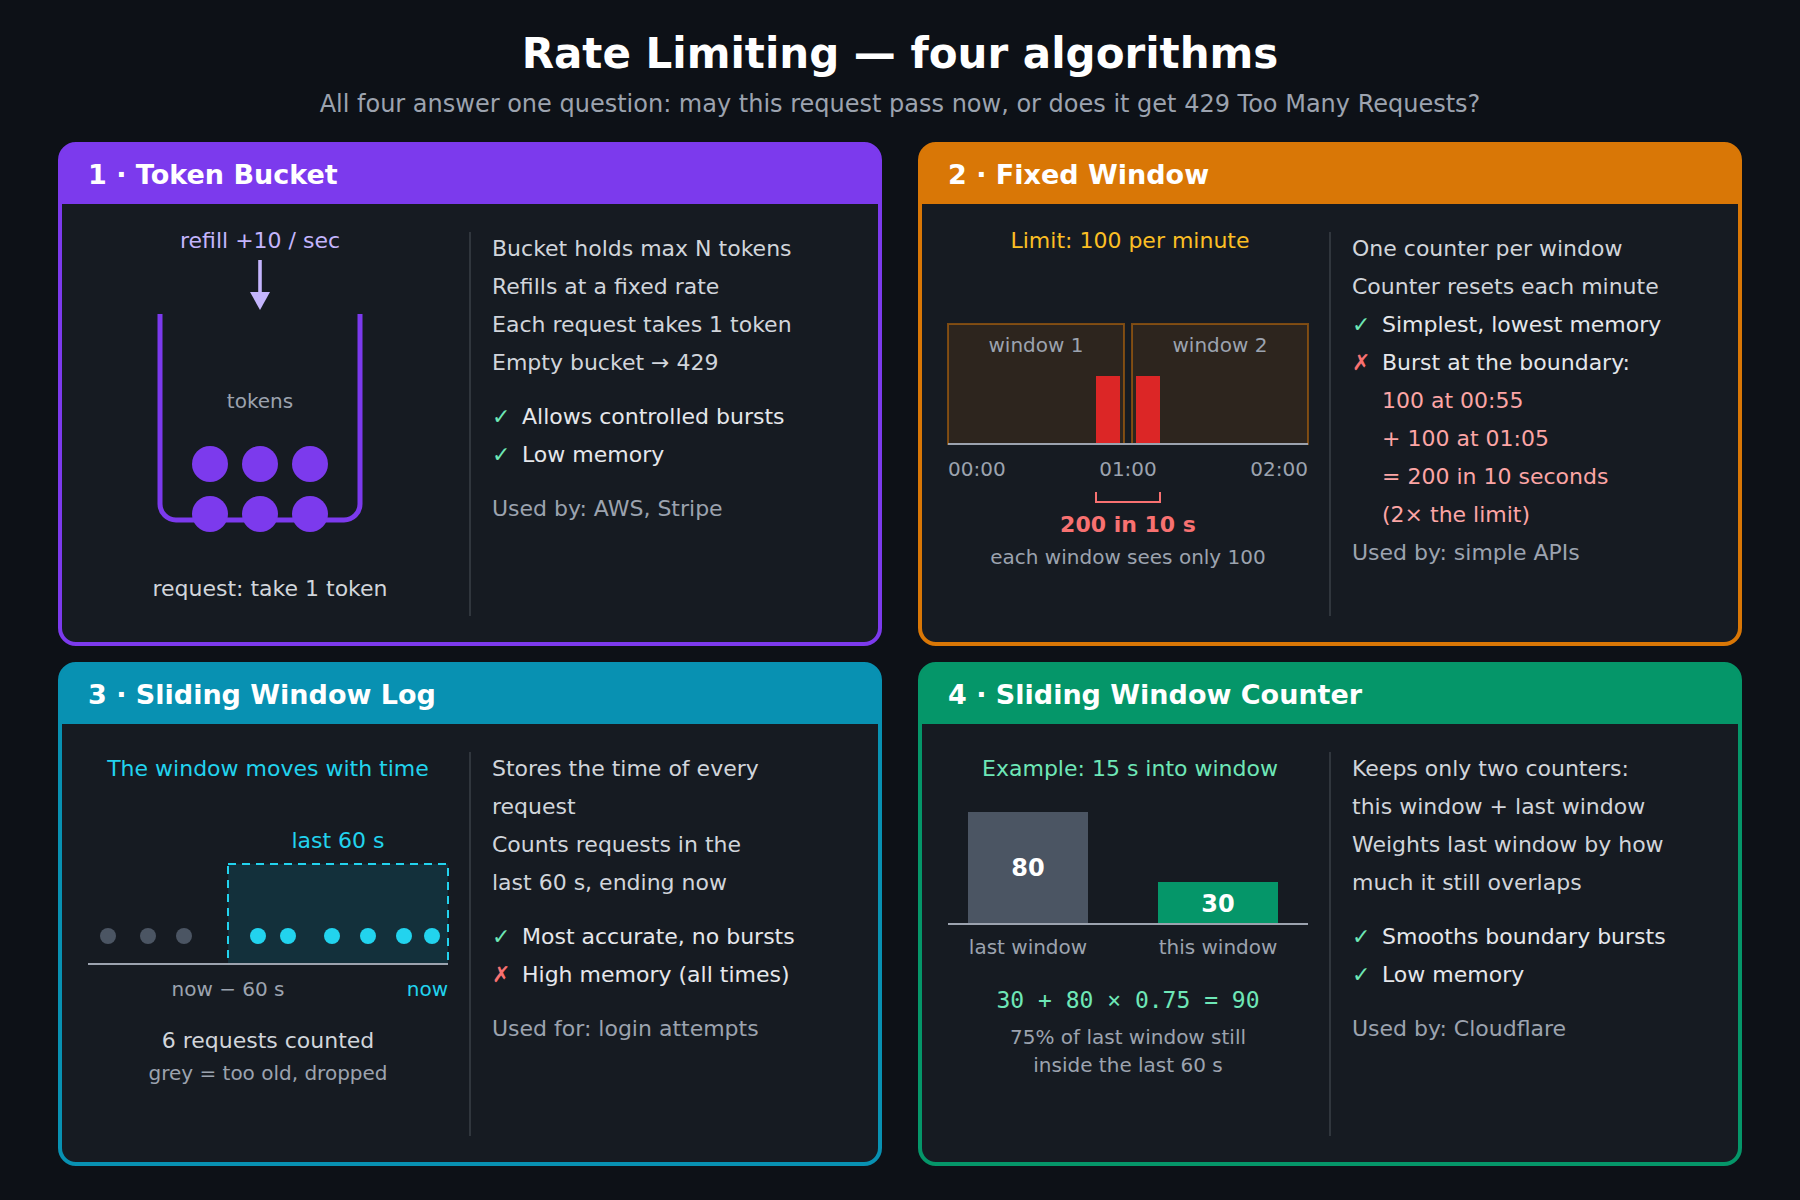 Rate Limiting — four algorithms
All four answer one question: may this request pass now, or does it get 429 Too Many Requests?
1 · Token Bucket
refill +10 / sec
tokens
request: take 1 token
Bucket holds max N tokens
Refills at a fixed rate
Each request takes 1 token
Empty bucket → 429
✓ Allows controlled bursts
✓ Low memory
Used by: AWS, Stripe
2 · Fixed Window
Limit: 100 per minute
window 1 window 2
00:00 01:00 02:00
200 in 10 s
each window sees only 100
One counter per window
Counter resets each minute
✓ Simplest, lowest memory
✗ Burst at the boundary:
100 at 00:55
+ 100 at 01:05
= 200 in 10 seconds
(2× the limit)
Used by: simple APIs
3 · Sliding Window Log
The window moves with time
last 60 s
now − 60 s now
6 requests counted
grey = too old, dropped
Stores the time of every
request
Counts requests in the
last 60 s, ending now
✓ Most accurate, no bursts
✗ High memory (all times)
Used for: login attempts
4 · Sliding Window Counter
Example: 15 s into window
80
30
last window this window
30 + 80 × 0.75 = 90
75% of last window still
inside the last 60 s
Keeps only two counters:
this window + last window
Weights last window by how
much it still overlaps
✓ Smooths boundary bursts
✓ Low memory
Used by: Cloudflare